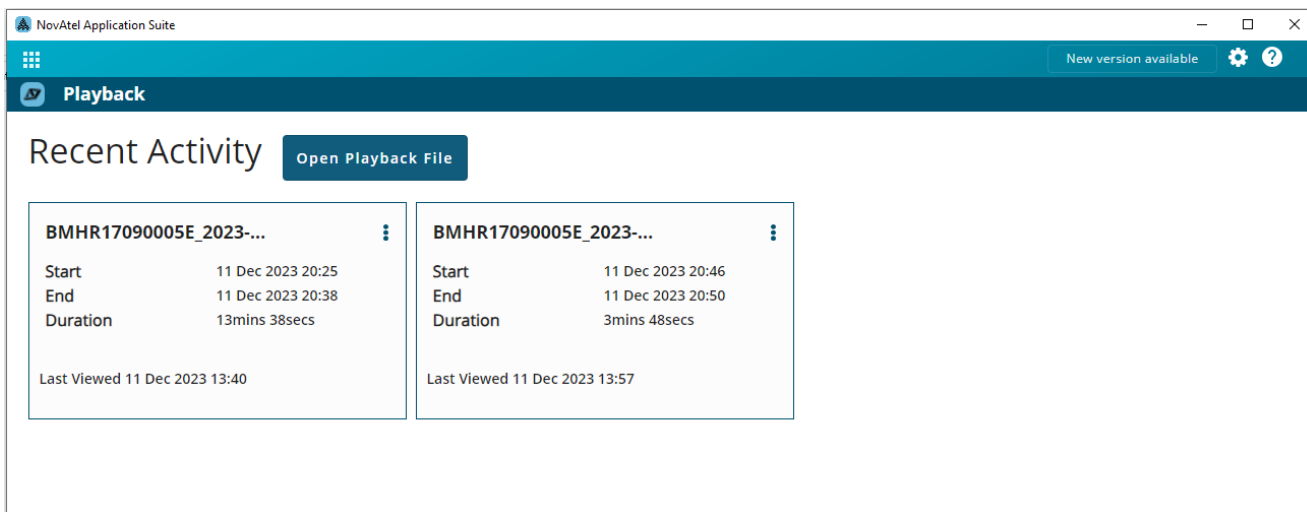 NovAtel Application Suite
New version available
Playback
Recent Activity
Open Playback File
BMHR17090005E_2023-...
Start 11 Dec 2023 20:25
End 11 Dec 2023 20:38
Duration 13mins 38secs
Last Viewed 11 Dec 2023 13:40
BMHR17090005E_2023-...
Start 11 Dec 2023 20:46
End 11 Dec 2023 20:50
Duration 3mins 48secs
Last Viewed 11 Dec 2023 13:57